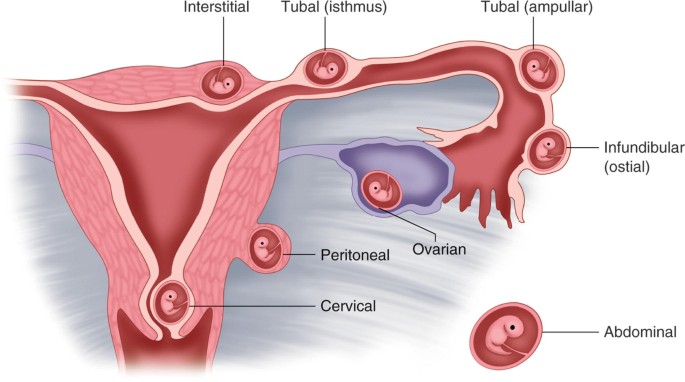 Interstitial
Tubal (isthmus)
Tubal (ampullar)
Infundibular
(ostial)
Ovarian
Peritoneal
Cervical
Abdominal